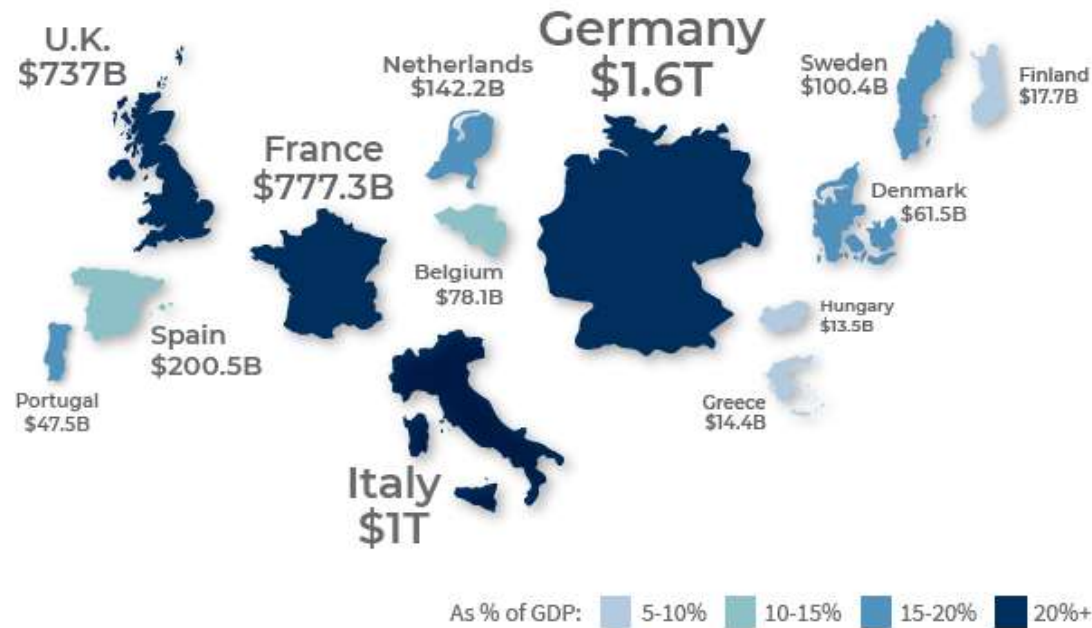 U.K.
$737B
Netherlands
$142.2B
Germany
$1.6T
Sweden
$100.4B
Finland
$17.7B
France
$777.3B
Denmark
$61.5B
Belgium
$78.1B
Hungary
$13.5B
Spain
$200.5B
Portugal
$47.5B
Greece
$14.4B
Italy
$1T
As % of GDP: 5-10% 10-15% 15-20% 20%+